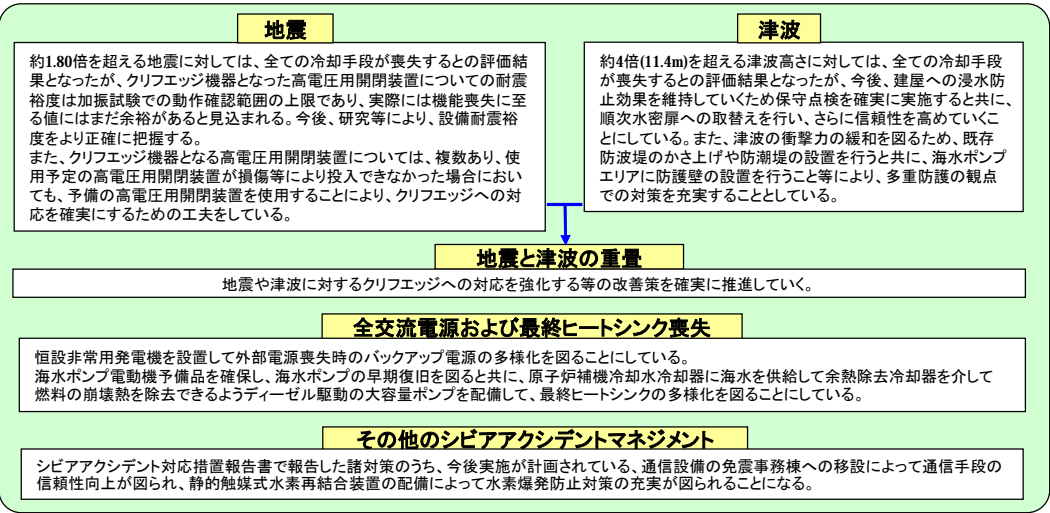 地震
約1.80倍を超える地震に対しては、全ての冷却手段が喪失するとの評価結
果となったが、クリフエッジ機器となった高電圧用開閉装置についての耐震
裕度は加振試験での動作確認範囲の上限であり、実際には機能喪失に至
る値にはまだ余裕があると見込まれる。今後、研究等により、設備耐震裕
度をより正確に把握する。
また、クリフエッジ機器となる高電圧用開閉装置については、複数あり、使
用予定の高電圧用開閉装置が損傷等により投入できなかった場合におい
ても、予備の高電圧用開閉装置を使用することにより、クリフエッジへの対
応を確実にするための工夫をしている。
津波
約4倍(11.4m)を超える津波高さに対しては、全ての冷却手段
が喪失するとの評価結果となったが、今後、建屋への浸水防
止効果を維持していくため保守点検を確実に実施すると共に、
順次水密扉への取替えを行い、さらに信頼性を高めていくこ
とにしている。また、津波の衝撃力の緩和を図るため、既存
防波堤のかさ上げや防潮堤の設置を行うと共に、海水ポンプ
エリアに防護壁の設置を行うこと等により、多重防護の観点
での対策を充実することとしている。
地震と津波の重畳
地震や津波に対するクリフエッジへの対応を強化する等の改善策を確実に推進していく。
全交流電源および最終ヒートシンク喪失
恒設非常用発電機を設置して外部電源喪失時のバックアップ電源の多様化を図ることにしている。
海水ポンプ電動機予備品を確保し、海水ポンプの早期復旧を図ると共に、原子炉補機冷却水冷却器に海水を供給して余熱除去冷却器を介して
燃料の崩壊熱を除去できるようディーゼル駆動の大容量ポンプを配備して、最終ヒートシンクの多様化を図ることにしている。
その他のシビアアクシデントマネジメント
シビアアクシデント対応措置報告書で報告した諸対策のうち、今後実施が計画されている、通信設備の免震事務棟への移設によって通信手段の
信頼性向上が図られ、静的触媒式水素再結合装置の配備によって水素爆発防止対策の充実が図られることになる。